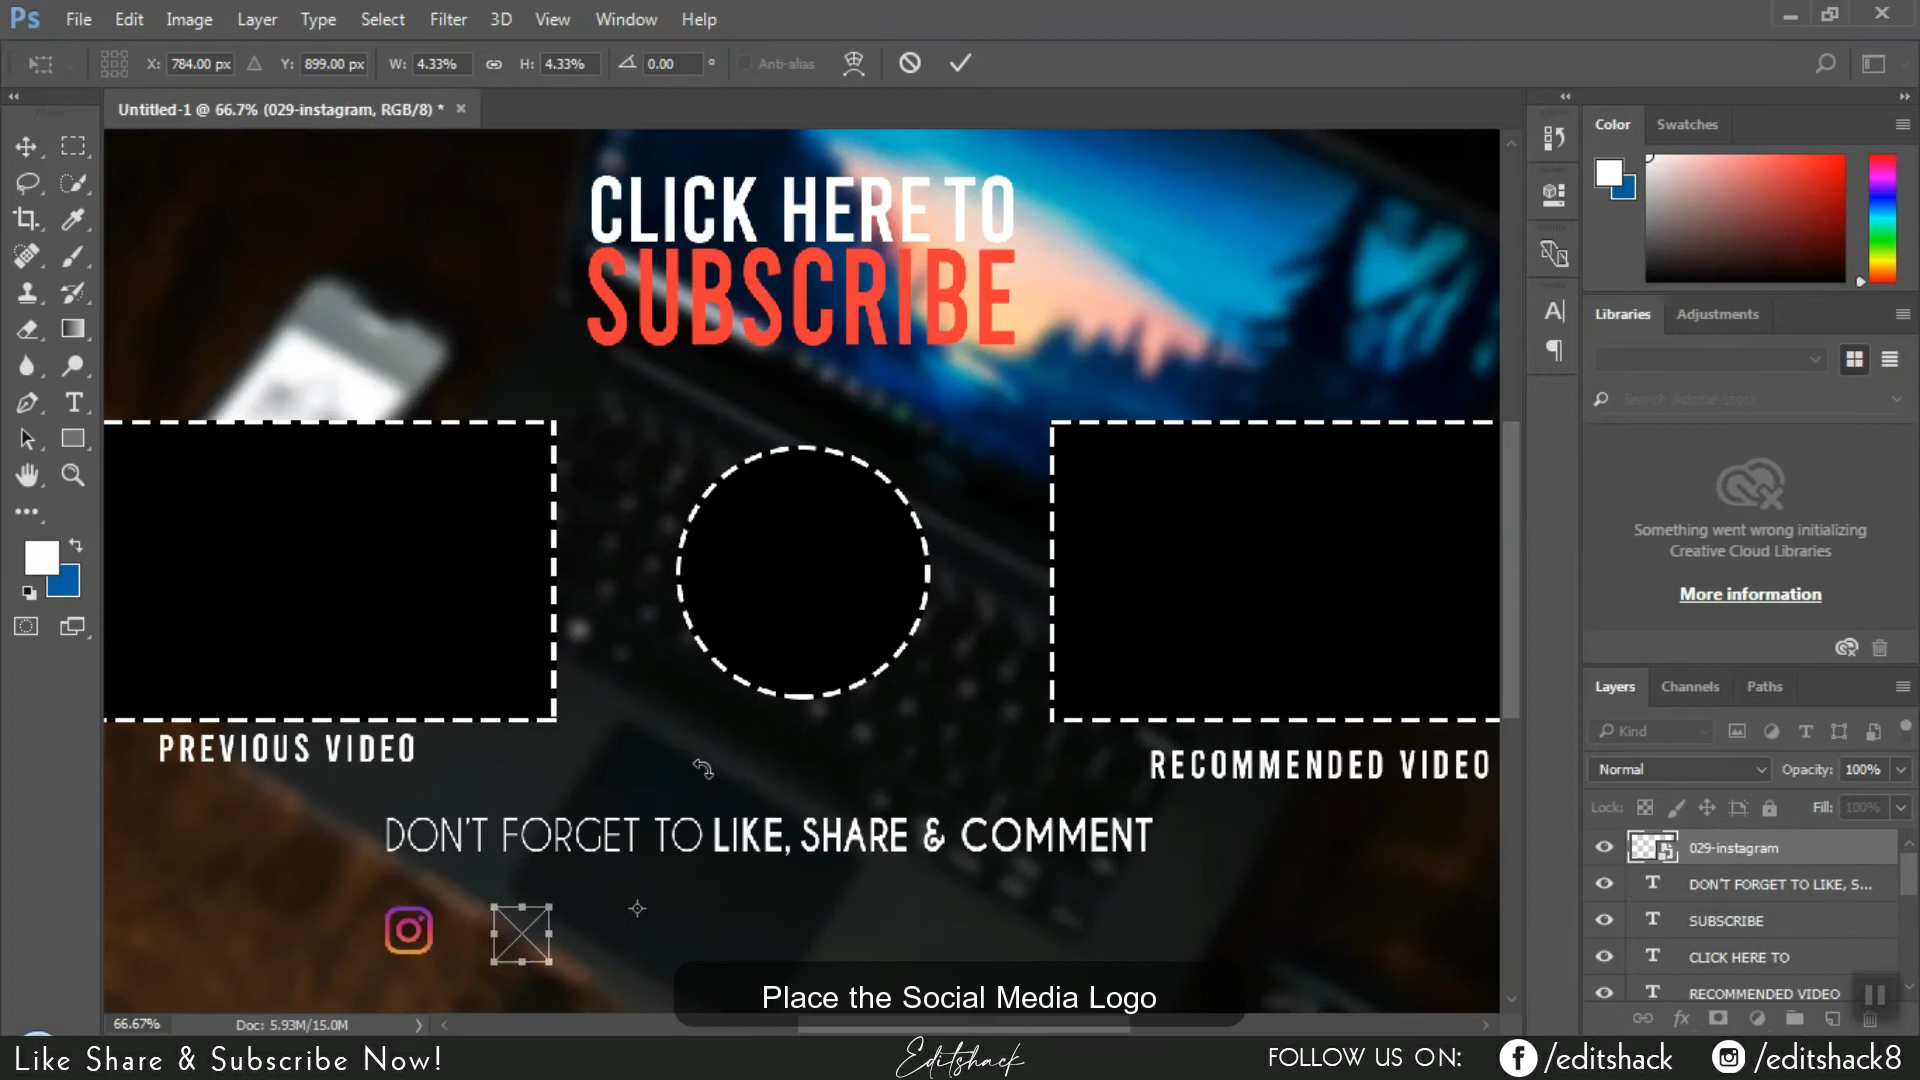 Ps File Edit Image Layer Type Select Filter 3D View Window Help
X: 784.00 px Y: 899.00 px W: 4.33% H: 4.33% 0.00 ° Anti-alias
Untitled-1 @ 66.7% (029-instagram, RGB/8) * ×
Color Swatches
CLICK HERE TO
SUBSCRIBE
Libraries Adjustments
Search Adobe Stock
Something went wrong initializing
Creative Cloud Libraries
More information
Layers Channels Paths
Kind
Normal Opacity: 100%
Lock: Fill: 100%
PREVIOUS VIDEO
RECOMMENDED VIDEO
DON'T FORGET TO LIKE, SHARE & COMMENT
029-instagram
T DON'T FORGET TO LIKE, S...
T SUBSCRIBE
T CLICK HERE TO
T RECOMMENDED VIDEO
Place the Social Media Logo
66.67% Doc: 5.93M/15.0M
fx
Like Share & Subscribe Now!
Editshack
FOLLOW US ON: /editshack /editshack8